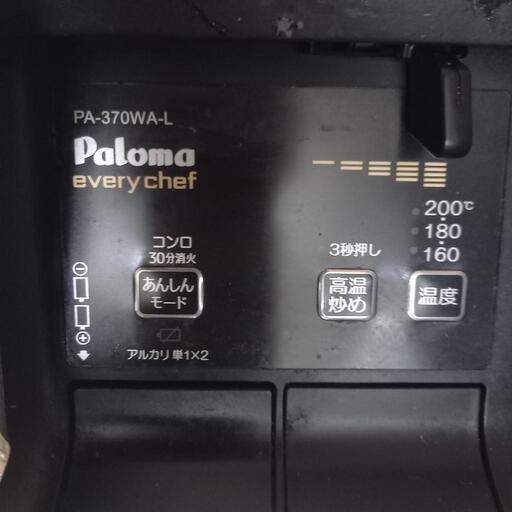 PA-370WA-L
Paloma
everychef
200℃
180
160
コンロ
30分消火
あんしん
モード
3秒押し
高温
炒め
温度
アルカリ 単1×2